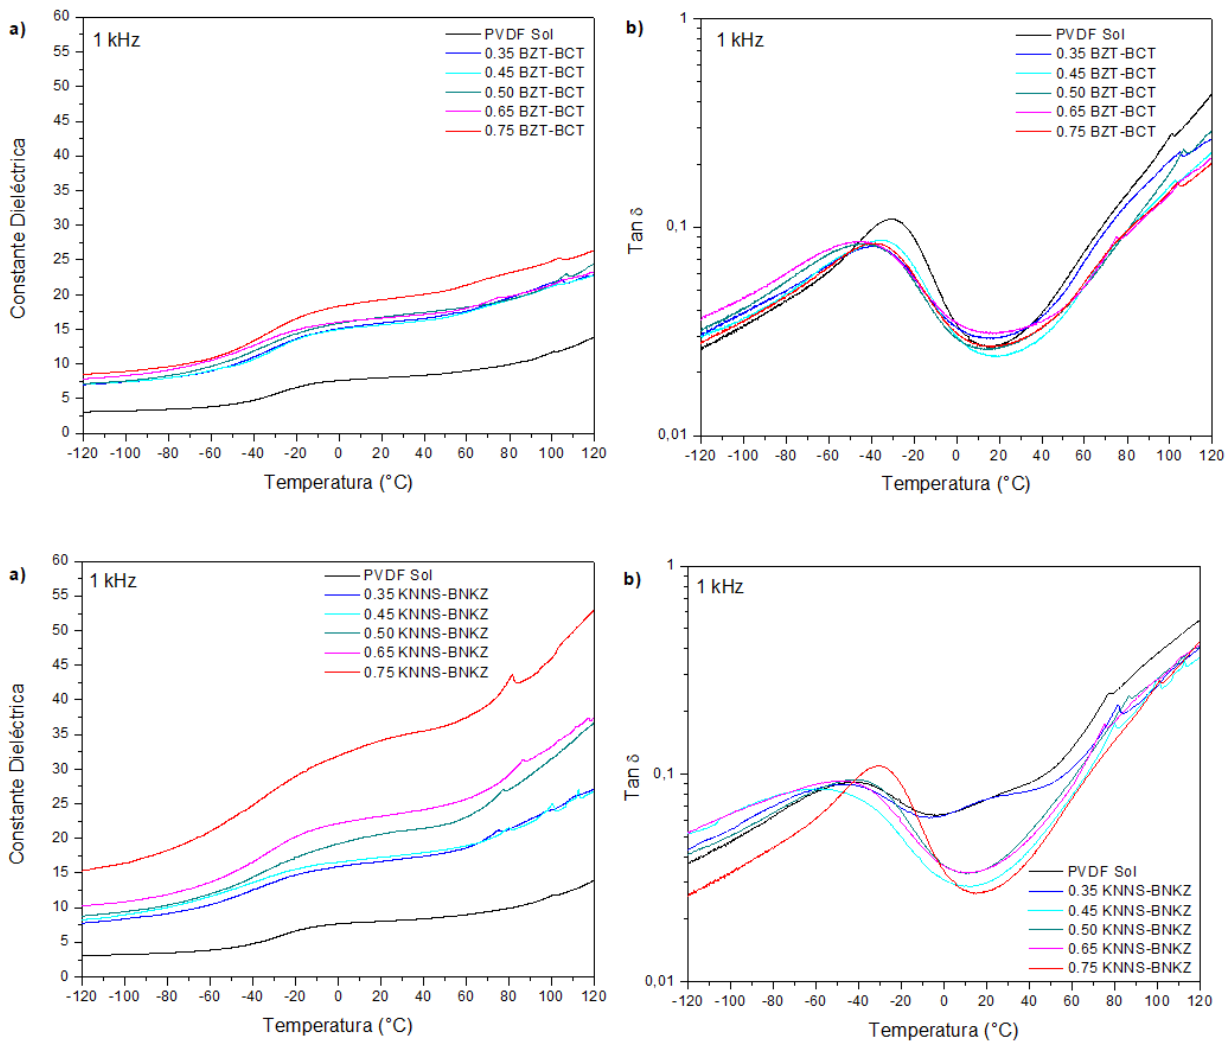 a)
1 kHz
PVDF Sol
0.35 BZT-BCT
0.45 BZT-BCT
0.50 BZT-BCT
0.65 BZT-BCT
0.75 BZT-BCT
60
55
50
45
40
35
30
25
20
15
10
5
0
Constante Dieléctrica
-120 -100 -80 -60 -40 -20 0 20 40 60 80 100 120
Temperatura (°C)
b)
1 kHz
PVDF Sol
0.35 BZT-BCT
0.45 BZT-BCT
0.50 BZT-BCT
0.65 BZT-BCT
0.75 BZT-BCT
1
0,1
0,01
Tan δ
-120 -100 -80 -60 -40 -20 0 20 40 60 80 100 120
Temperatura (°C)
a)
1 kHz
PVDF Sol
0.35 KNNS-BNKZ
0.45 KNNS-BNKZ
0.50 KNNS-BNKZ
0.65 KNNS-BNKZ
0.75 KNNS-BNKZ
60
55
50
45
40
35
30
25
20
15
10
5
0
Constante Dieléctrica
-120 -100 -80 -60 -40 -20 0 20 40 60 80 100 120
Temperatura (°C)
b)
1 kHz
1
0,1
0,01
Tan δ
PVDF Sol
0.35 KNNS-BNKZ
0.45 KNNS-BNKZ
0.50 KNNS-BNKZ
0.65 KNNS-BNKZ
0.75 KNNS-BNKZ
-120 -100 -80 -60 -40 -20 0 20 40 60 80 100 120
Temperatura (°C)